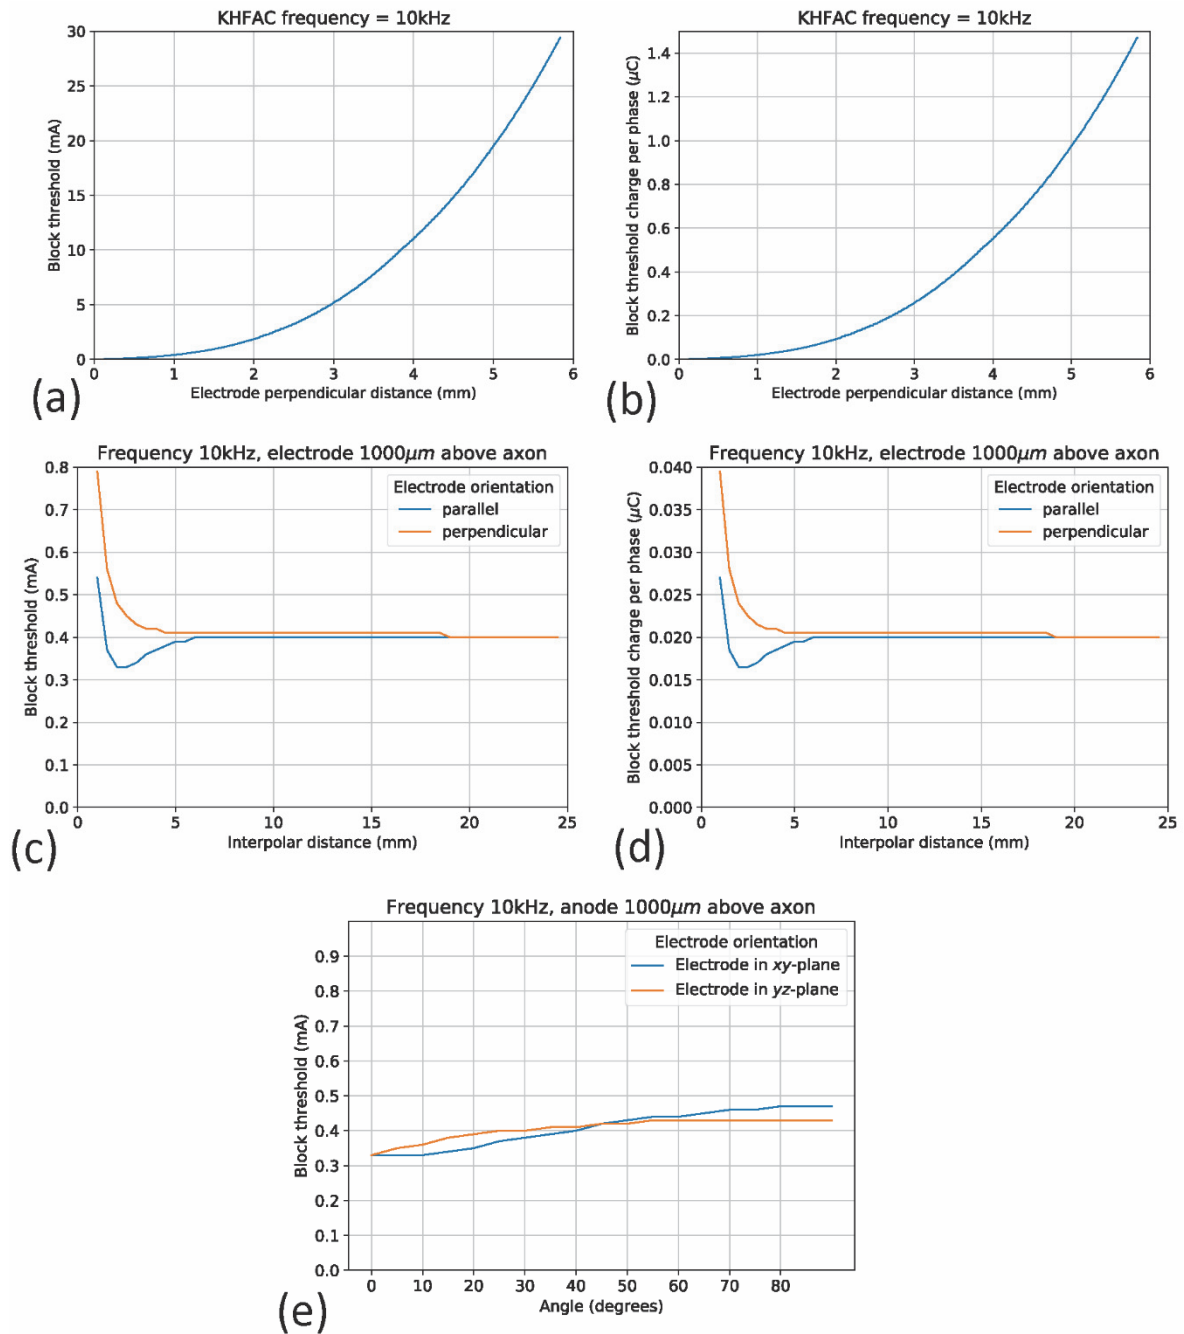 KHFAC frequency = 10kHz
Block threshold (mA)
30
25
20
15
10
5
0
0 1 2 3 4 5 6
Electrode perpendicular distance (mm)
(a)
KHFAC frequency = 10kHz
Block threshold charge per phase (μC)
1.4
1.2
1.0
0.8
0.6
0.4
0.2
0.0
0 1 2 3 4 5 6
Electrode perpendicular distance (mm)
(b)
Frequency 10kHz, electrode 1000μm above axon
Block threshold (mA)
0.8
0.7
0.6
0.5
0.4
0.3
0.2
0.1
0.0
Electrode orientation
parallel
perpendicular
0 5 10 15 20 25
Interpolar distance (mm)
(c)
Frequency 10kHz, electrode 1000μm above axon
Block threshold charge per phase (μC)
0.040
0.035
0.030
0.025
0.020
0.015
0.010
0.005
0.000
Electrode orientation
parallel
perpendicular
0 5 10 15 20 25
Interpolar distance (mm)
(d)
Frequency 10kHz, anode 1000μm above axon
Block threshold (mA)
0.9
0.8
0.7
0.6
0.5
0.4
0.3
0.2
0.1
0.0
Electrode orientation
Electrode in xy-plane
Electrode in yz-plane
0 10 20 30 40 50 60 70 80
Angle (degrees)
(e)